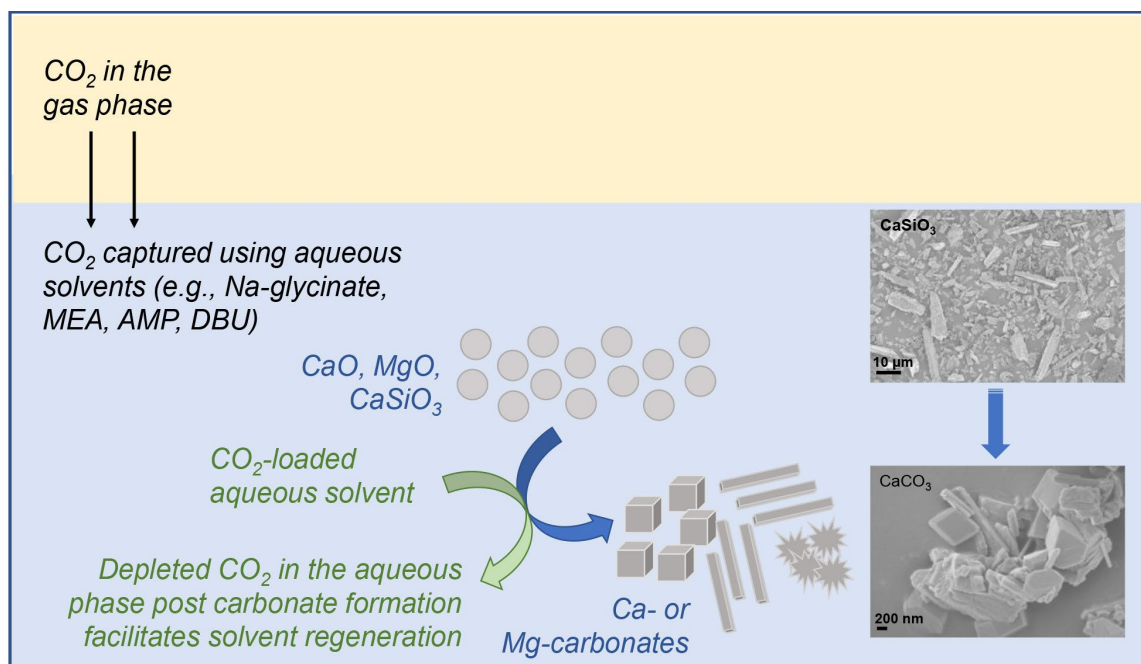 CO₂ in the
gas phase
CO₂ captured using aqueous
solvents (e.g., Na-glycinate,
MEA, AMP, DBU)
CaO, MgO,
CaSiO₃
CO₂-loaded
aqueous solvent
Depleted CO₂ in the aqueous
phase post carbonate formation
facilitates solvent regeneration
Ca- or
Mg-carbonates
CaSiO₃
10 µm
CaCO₃
200 nm